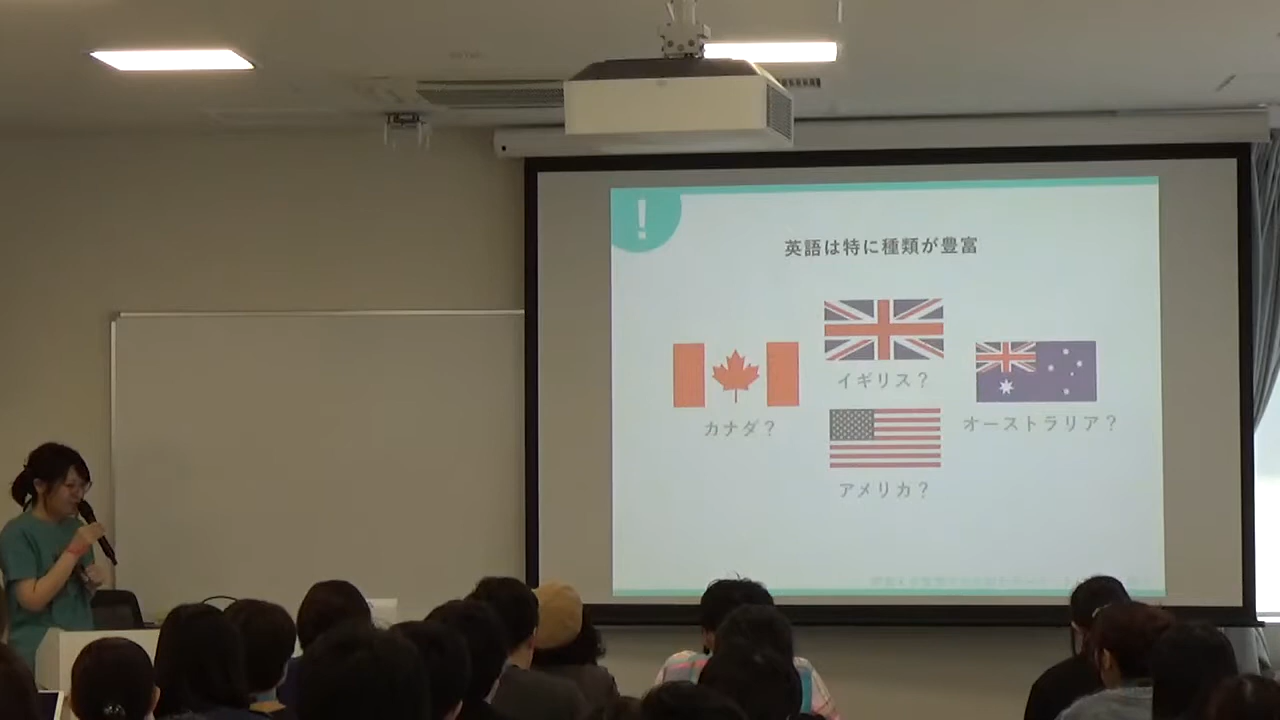 !
英語は特に種類が豊富
イギリス？
カナダ？
オーストラリア？
アメリカ？